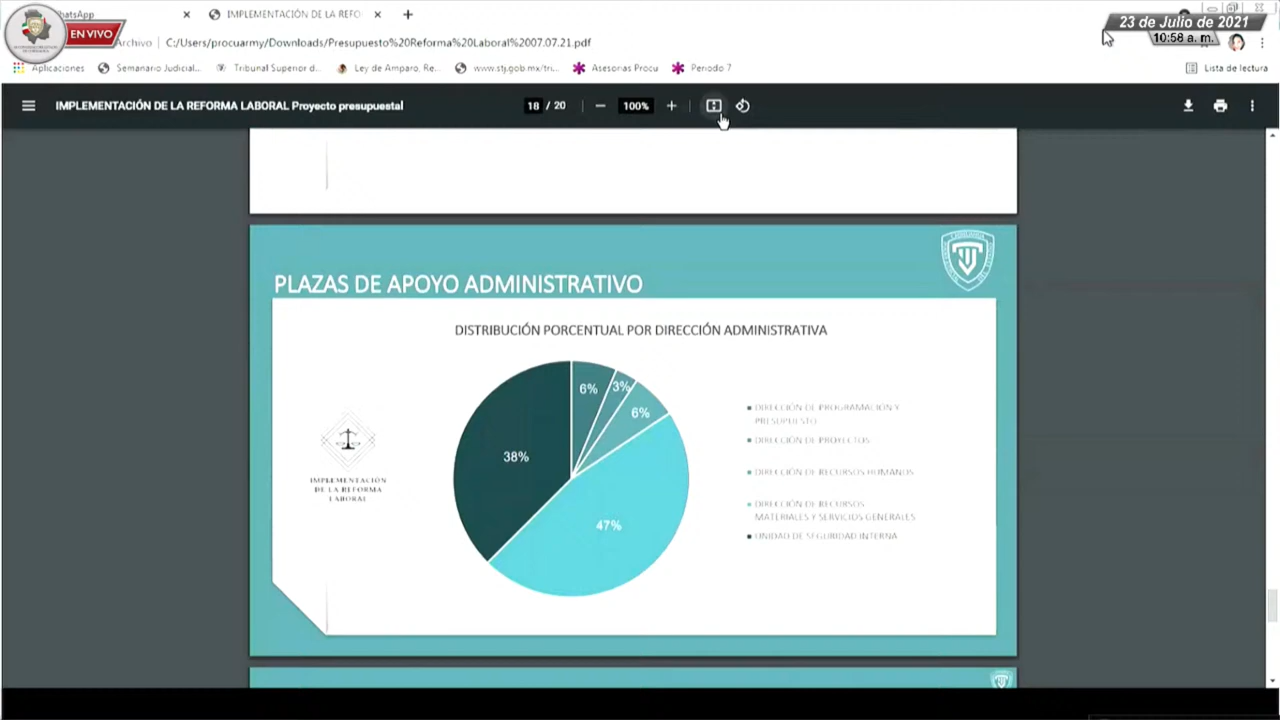 WhatsApp
IMPLEMENTACIÓN DE LA REFO
23 de Julio de 2021
10:58 a. m.
EN VIVO
Archivo
C:/Users/procuarmy/Downloads/Presupuesto%20Reforma%20Laboral%2007.07.21.pdf
Aplicaciones
Semanario Judicial...
Tribunal Superior d...
Ley de Amparo, Re...
www.stj.gob.mx/tri...
Asesorias Procu
Periodo 7
Lista de lectura
IMPLEMENTACIÓN DE LA REFORMA LABORAL Proyecto presupuestal
18 / 20
100%
PLAZAS DE APOYO ADMINISTRATIVO
DISTRIBUCIÓN PORCENTUAL POR DIRECCIÓN ADMINISTRATIVA
6%
3%
6%
38%
47%
DIRECCIÓN DE PROGRAMACIÓN Y
PRESUPUESTO
DIRECCIÓN DE PROYECTOS
DIRECCIÓN DE RECURSOS HUMANOS
DIRECCIÓN DE RECURSOS
MATERIALES Y SERVICIOS GENERALES
UNIDAD DE SEGURIDAD INTERNA
IMPLEMENTACIÓN
DE LA REFORMA
LABORAL